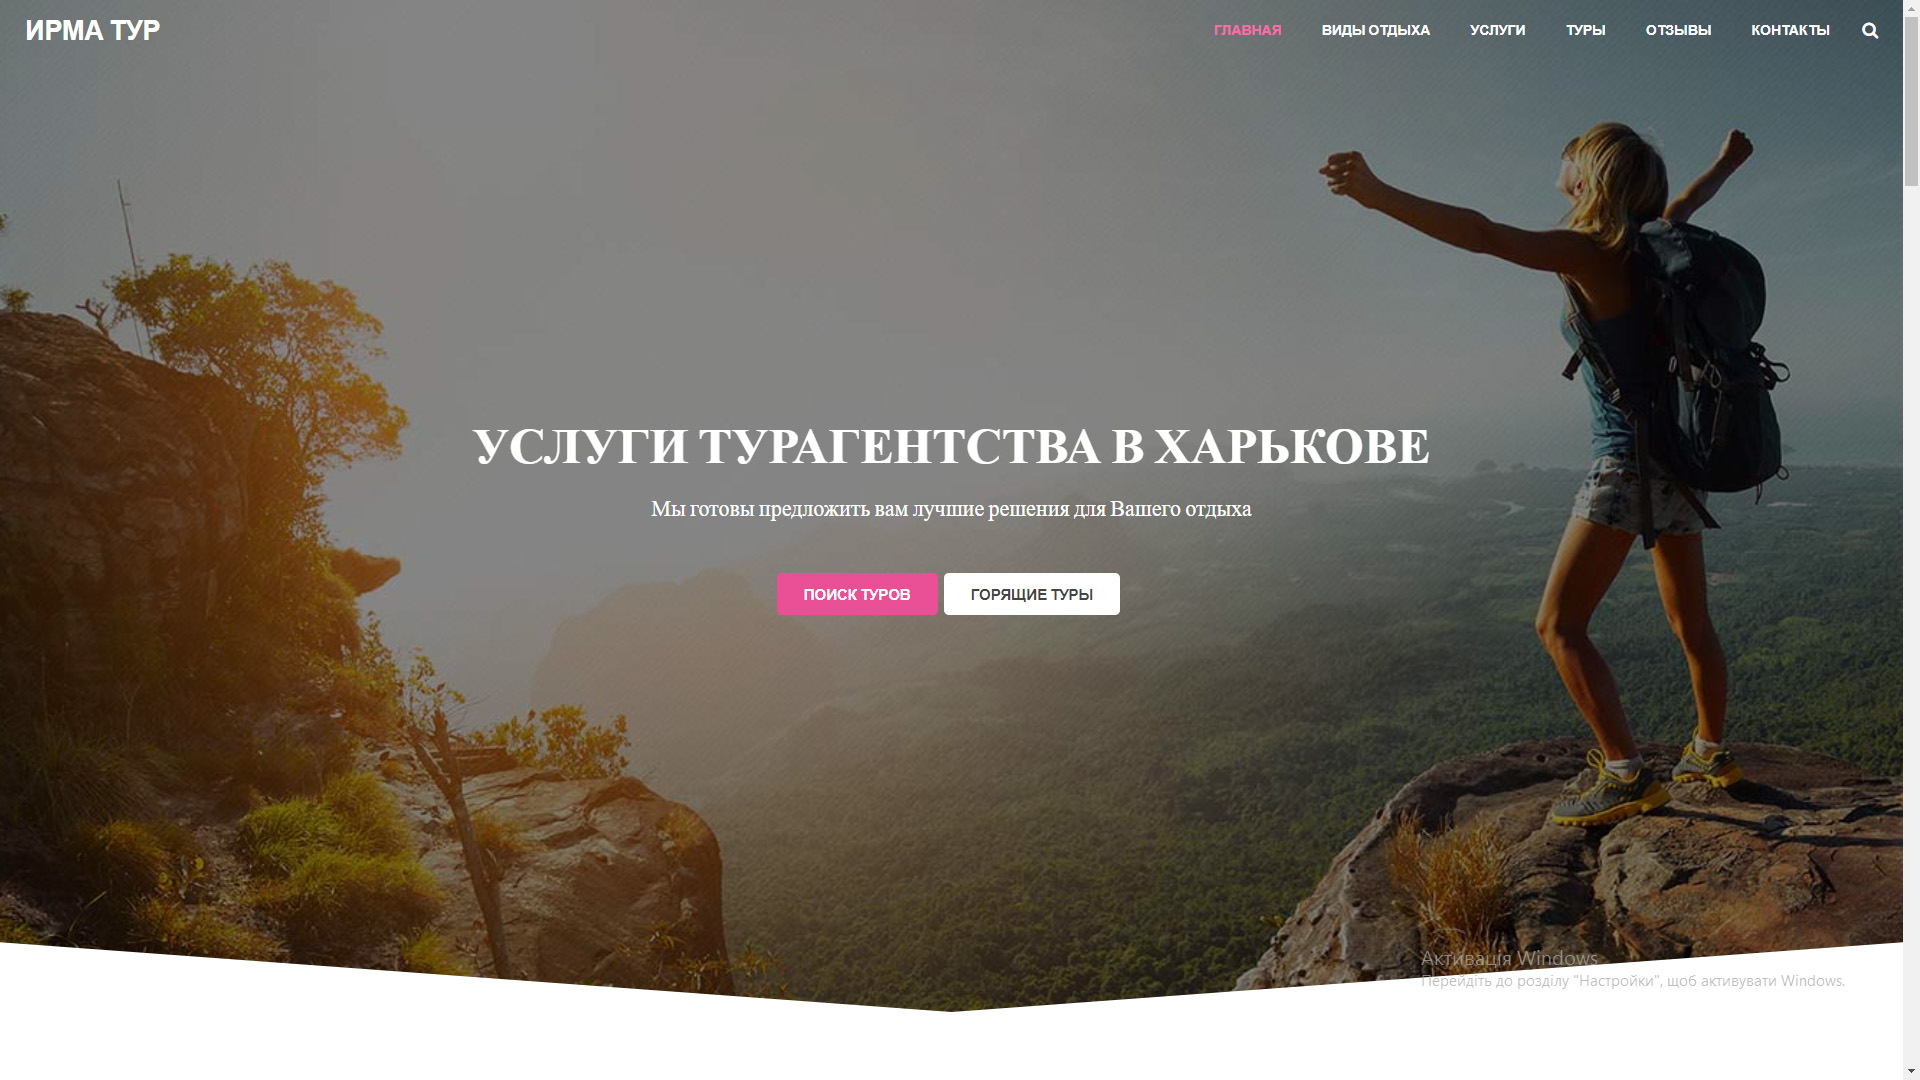 ИРМА ТУР
ГЛАВНАЯ
ВИДЫ ОТДЫХА
УСЛУГИ
ТУРЫ
ОТЗЫВЫ
КОНТАКТЫ
УСЛУГИ ТУРАГЕНТСТВА В ХАРЬКОВЕ
Мы готовы предложить вам лучшие решения для Вашего отдыха
ПОИСК ТУРОВ
ГОРЯЩИЕ ТУРЫ
Активація Windows
Перейдіть до розділу "Настройки", щоб активувати Windows.